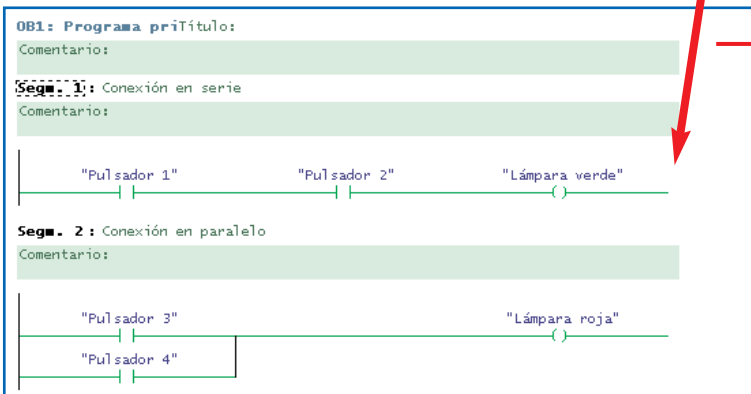 OB1: Programa priTítulo:
Comentario:
Segm. 1: Conexión en serie
Comentario:
"Pulsador 1" "Pulsador 2" "Lámpara verde"
Segm. 2: Conexión en paralelo
Comentario:
"Pulsador 3" "Lámpara roja"
"Pulsador 4"